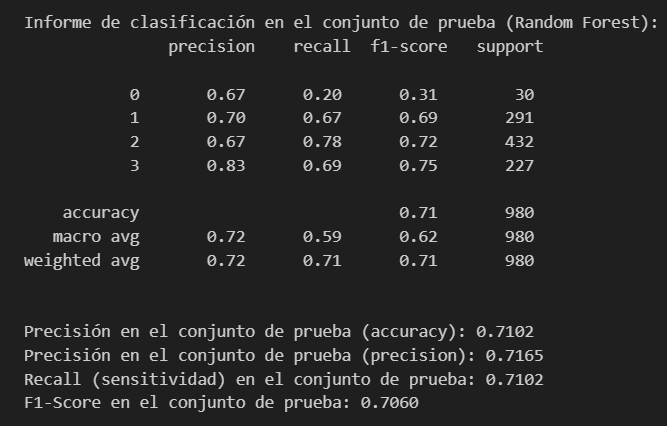 Informe de clasificación en el conjunto de prueba (Random Forest):
precision recall f1-score support
0 0.67 0.20 0.31 30
1 0.70 0.67 0.69 291
2 0.67 0.78 0.72 432
3 0.83 0.69 0.75 227
accuracy 0.71 980
macro avg 0.72 0.59 0.62 980
weighted avg 0.72 0.71 0.71 980
Precisión en el conjunto de prueba (accuracy): 0.7102
Precisión en el conjunto de prueba (precision): 0.7165
Recall (sensitividad) en el conjunto de prueba: 0.7102
F1-Score en el conjunto de prueba: 0.7060